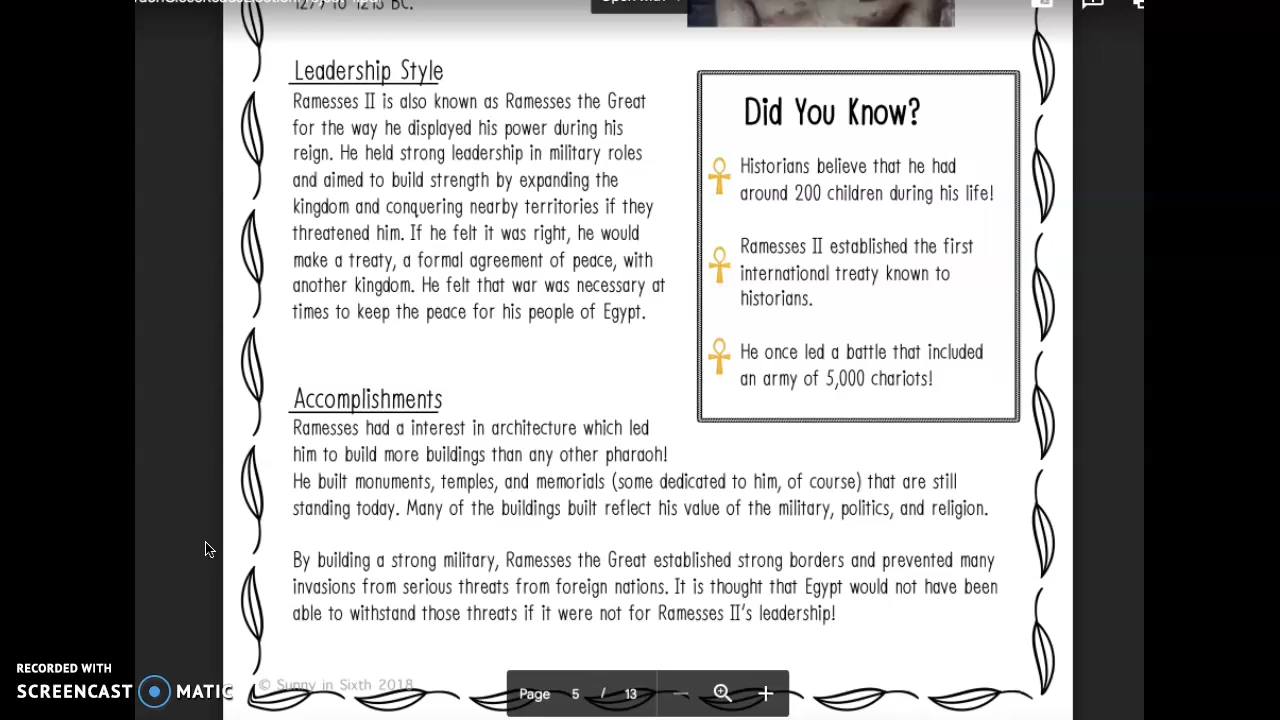 1279 to 1213 BC.
Leadership Style
Ramesses II is also known as Ramesses the Great
for the way he displayed his power during his
reign. He held strong leadership in military roles
and aimed to build strength by expanding the
kingdom and conquering nearby territories if they
threatened him. If he felt it was right, he would
make a treaty, a formal agreement of peace, with
another kingdom. He felt that war was necessary at
times to keep the peace for his people of Egypt.
Did You Know?
Historians believe that he had
around 200 children during his life!
Ramesses II established the first
international treaty known to
historians.
He once led a battle that included
an army of 5,000 chariots!
Accomplishments
Ramesses had a interest in architecture which led
him to build more buildings than any other pharaoh!
He built monuments, temples, and memorials (some dedicated to him, of course) that are still
standing today. Many of the buildings built reflect his value of the military, politics, and religion.
By building a strong military, Ramesses the Great established strong borders and prevented many
invasions from serious threats from foreign nations. It is thought that Egypt would not have been
able to withstand those threats if it were not for Ramesses II's leadership!
© Sunny in Sixth 2018
Page 5 / 13
RECORDED WITH
SCREENCAST MATIC